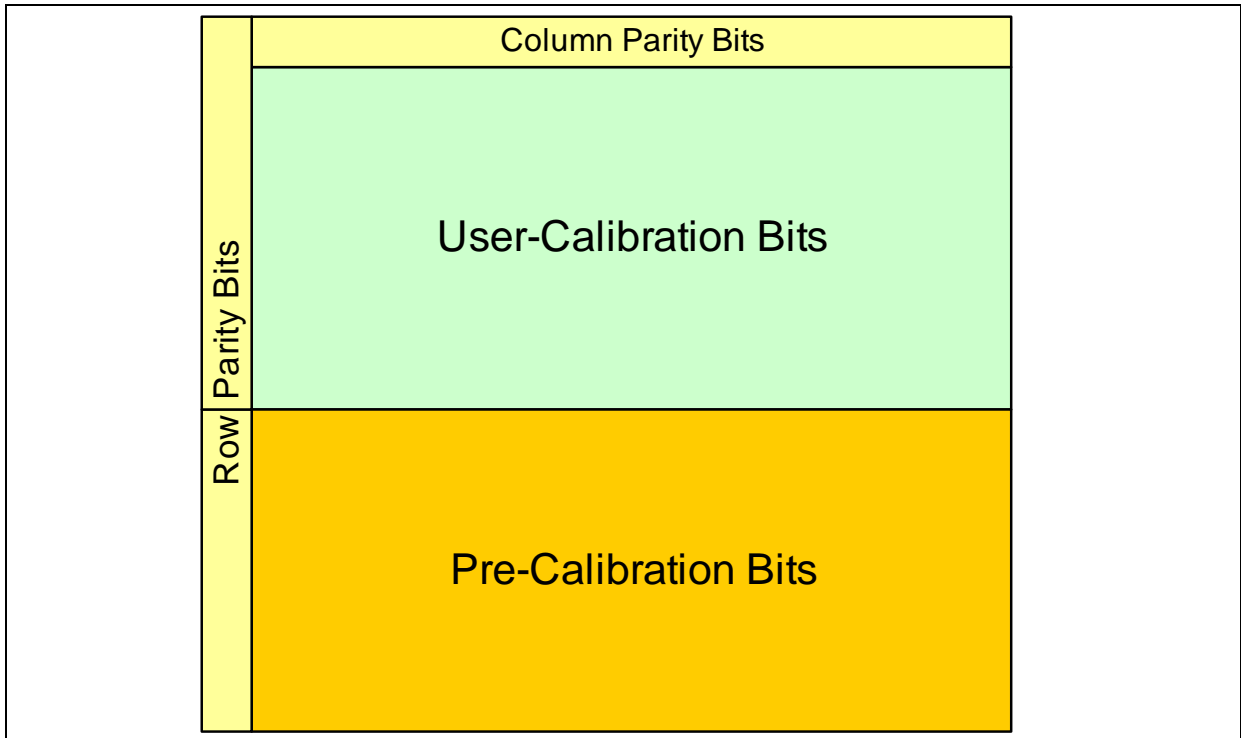 Column Parity Bits
User-Calibration Bits
Row Parity Bits
Pre-Calibration Bits